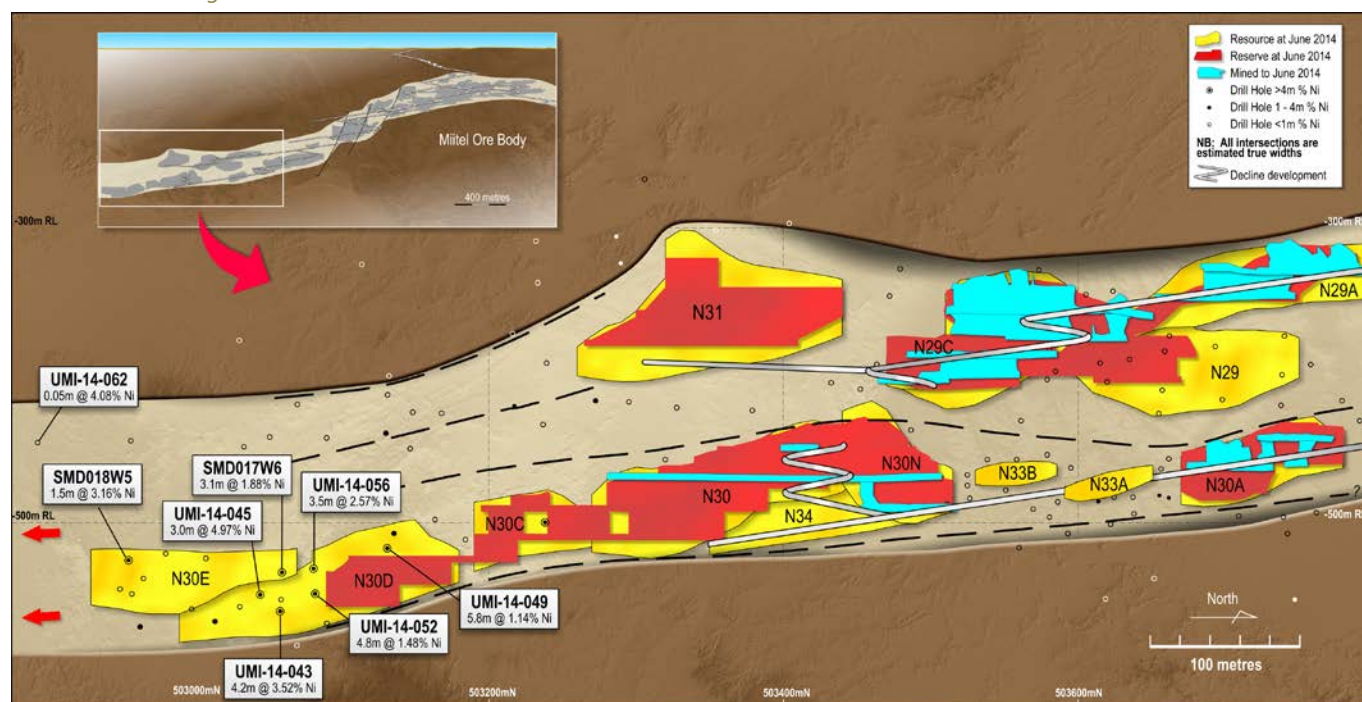 Resource at June 2014
Reserve at June 2014
Mined to June 2014
Drill Hole >4m % Ni
Drill Hole 1 - 4m % Ni
Drill Hole <1m % Ni
NB; All intersections are
estimated true widths
Decline development
Miitel Ore Body
400 metres
-300m RL
-300m RL
N31
N29A
N29C
N29
UMI-14-062
0.05m @ 4.08% Ni
SMD018W5
1.5m @ 3.16% Ni
SMD017W6
3.1m @ 1.88% Ni
UMI-14-056
3.5m @ 2.57% Ni
UMI-14-045
3.0m @ 4.97% Ni
N30N
N33B
N33A
N30A
N30
N34
N30C
?
-500m RL
-500m RL
N30E
N30D
UMI-14-049
5.8m @ 1.14% Ni
UMI-14-052
4.8m @ 1.48% Ni
UMI-14-043
4.2m @ 3.52% Ni
North
100 metres
503000mN
503200mN
503400mN
503600mN